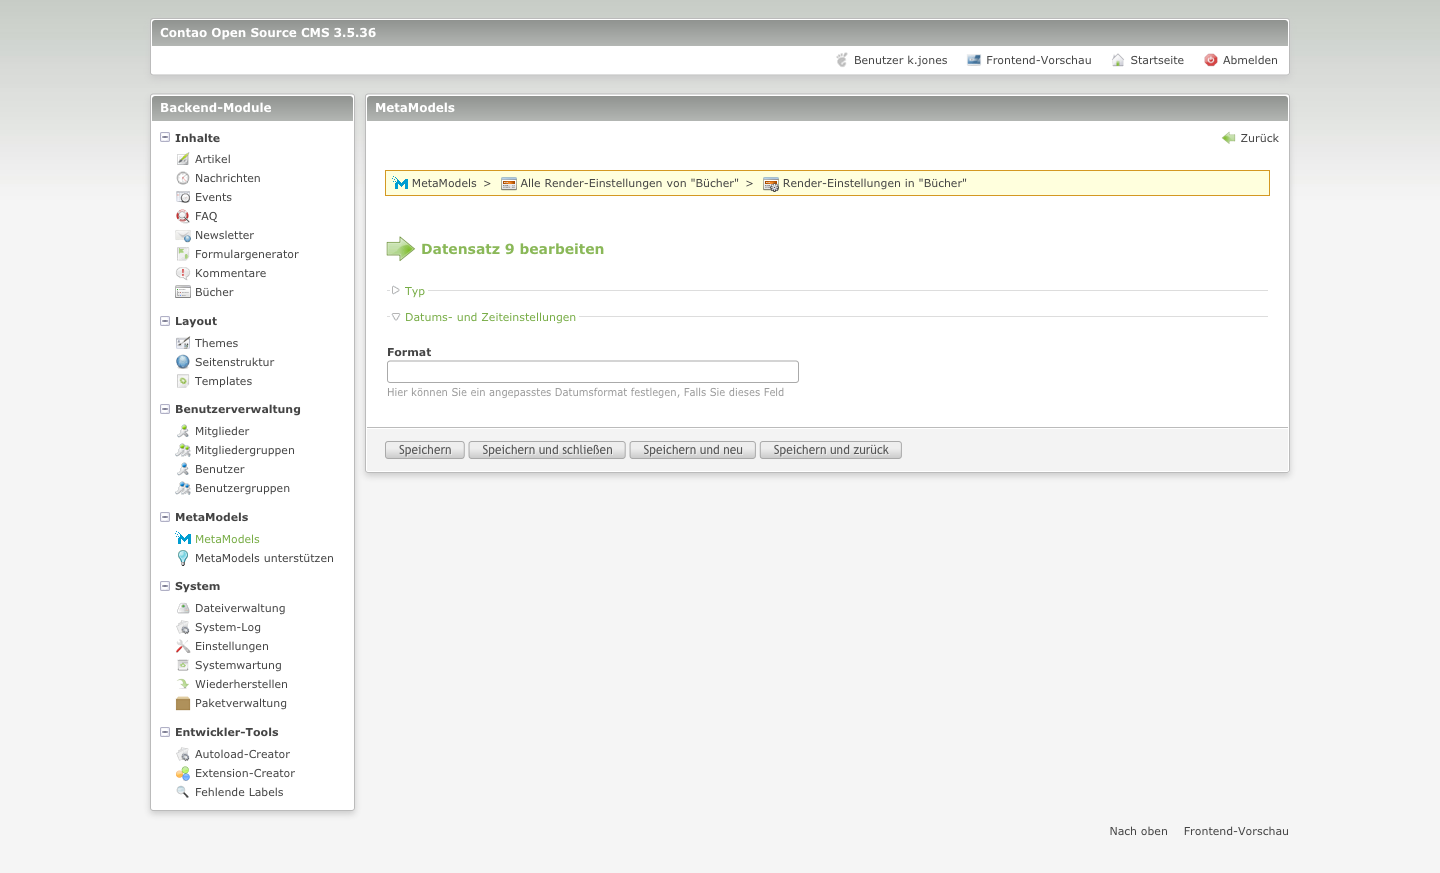 Contao Open Source CMS 3.5.36
Benutzer k.jones Frontend-Vorschau Startseite Abmelden
Backend-Module
Inhalte
Artikel
Nachrichten
Events
FAQ
Newsletter
Formulargenerator
Kommentare
Bücher
Layout
Themes
Seitenstruktur
Templates
Benutzerverwaltung
Mitglieder
Mitgliedergruppen
Benutzer
Benutzergruppen
MetaModels
MetaModels
MetaModels unterstützen
System
Dateiverwaltung
System-Log
Einstellungen
Systemwartung
Wiederherstellen
Paketverwaltung
Entwickler-Tools
Autoload-Creator
Extension-Creator
Fehlende Labels
MetaModels
Zurück
MetaModels > Alle Render-Einstellungen von "Bücher" > Render-Einstellungen in "Bücher"
Datensatz 9 bearbeiten
Typ
Datums- und Zeiteinstellungen
Format
Hier können Sie ein angepasstes Datumsformat festlegen, Falls Sie dieses Feld
Speichern Speichern und schließen Speichern und neu Speichern und zurück
Nach oben Frontend-Vorschau